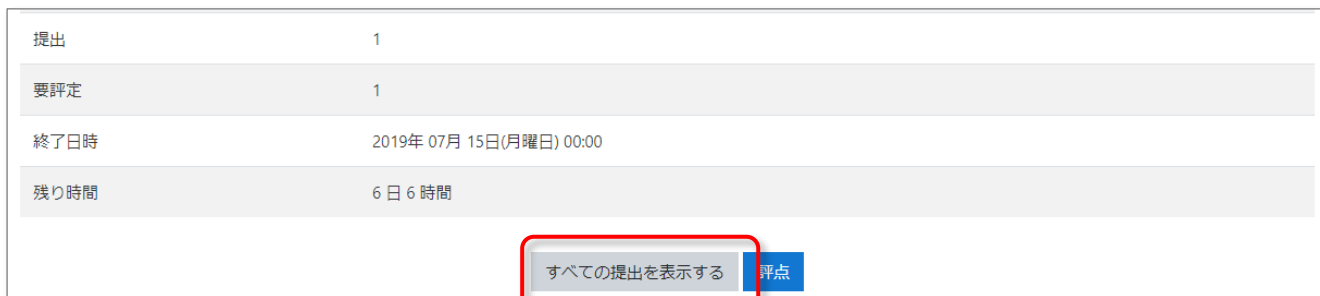 提出 1
要評定 1
終了日時 2019年 07月 15日(月曜日) 00:00
残り時間 6 日 6 時間
すべての提出を表示する 評点